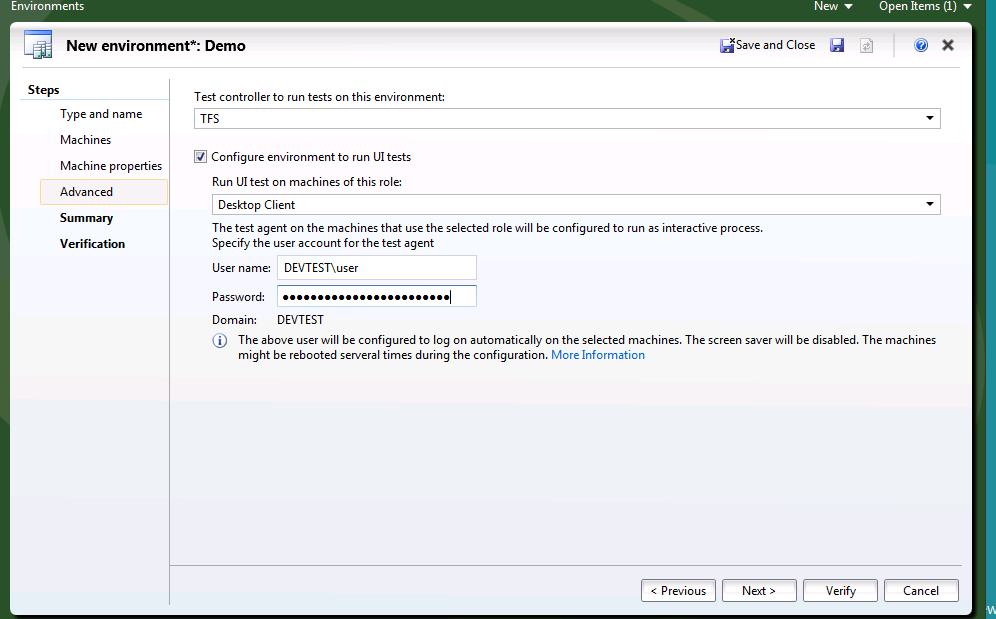 Environments New Open Items (1)
New environment*: Demo Save and Close
Steps
Type and name
Machines
Machine properties
Advanced
Summary
Verification
Test controller to run tests on this environment:
TFS
Configure environment to run UI tests
Run UI test on machines of this role:
Desktop Client
The test agent on the machines that use the selected role will be configured to run as interactive process.
Specify the user account for the test agent
User name: DEVTEST\user
Password: ●●●●●●●●●●●●●●●●●●●●●●●●
Domain: DEVTEST
The above user will be configured to log on automatically on the selected machines. The screen saver will be disabled. The machines
might be rebooted serveral times during the configuration. More Information
< Previous Next > Verify Cancel